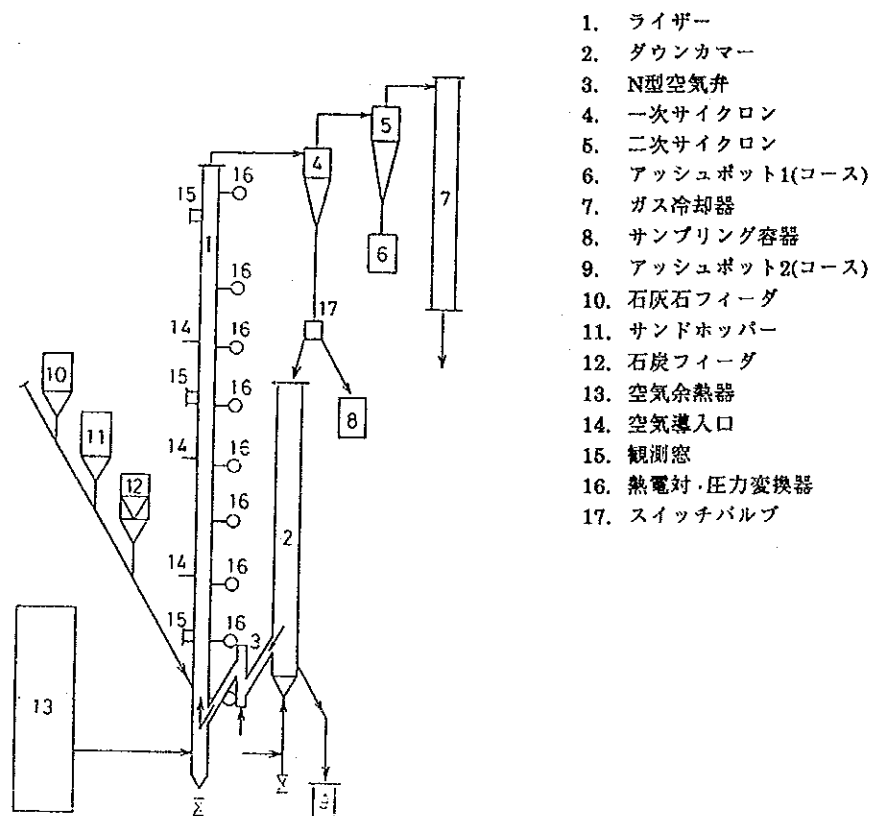 1. ライザー
2. ダウンカマー
3. N型空気弁
4. 一次サイクロン
5. 二次サイクロン
6. アッシュポット1(コース)
7. ガス冷却器
8. サンプリング容器
9. アッシュポット2(コース)
10. 石灰石フィーダ
11. サンドホッパー
12. 石炭フィーダ
13. 空気余熱器
14. 空気導入口
15. 観測窓
16. 熱電対・圧力変換器
17. スイッチバルブ
5
4
16
15
1
7
6
16
17
14
16
10
15
16
8
11
14
16
12
16
2
14
16
15
16
3
13
9